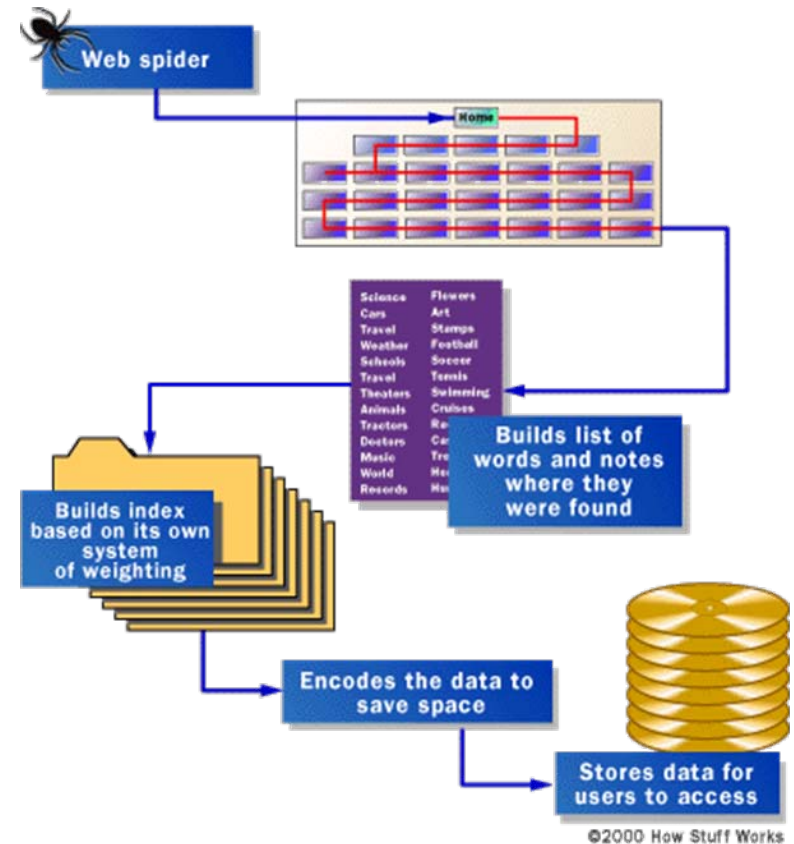 Web spider
Home
Science Flowers
Cars Art
Travel Stamps
Weather Football
Schools Soccer
Travel Tennis
Theaters Swimming
Animals Cruises
Tractors
Doctors
Music
World
Records
Builds list of
words and notes
where they
were found
Builds index
based on its own
system
of weighting
Encodes the data to
save space
Stores data for
users to access
©2000 How Stuff Works